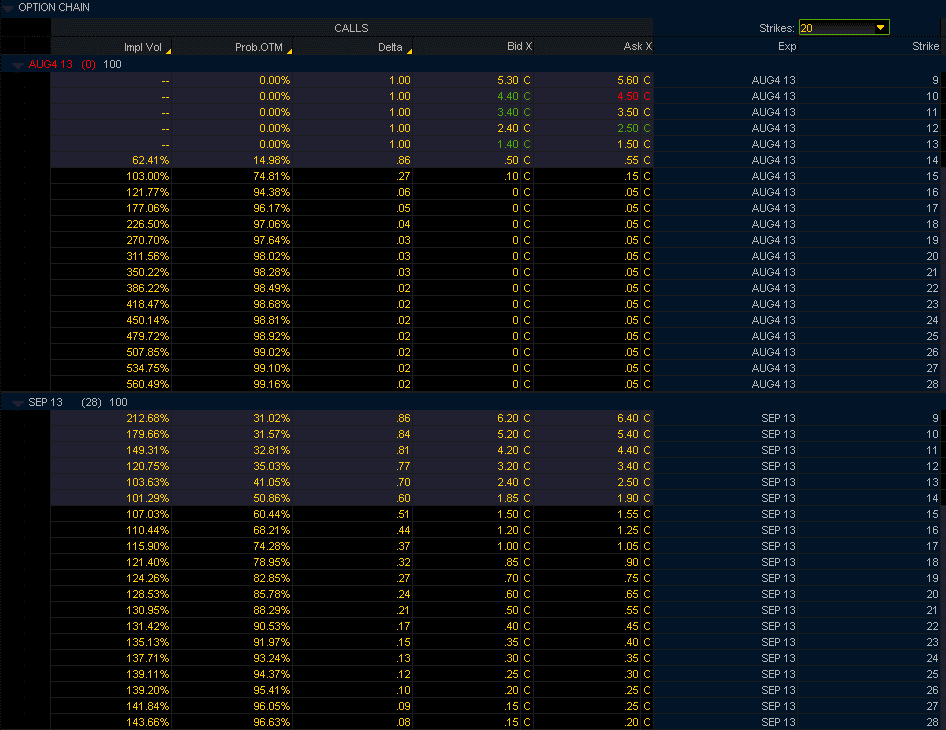 OPTION CHAIN
CALLS Strikes: 20
Impl Vol Prob.OTM Delta Bid X Ask X Exp Strike
AUG4 13 (0) 100
-- 0.00% 1.00 5.30 C 5.60 C AUG4 13 9
-- 0.00% 1.00 4.40 C 4.50 C AUG4 13 10
-- 0.00% 1.00 3.40 C 3.50 C AUG4 13 11
-- 0.00% 1.00 2.40 C 2.50 C AUG4 13 12
-- 0.00% 1.00 1.40 C 1.50 C AUG4 13 13
62.41% 14.98% .86 .50 C .55 C AUG4 13 14
103.00% 74.81% .27 .10 C .15 C AUG4 13 15
121.77% 94.38% .06 0 C .05 C AUG4 13 16
177.06% 96.17% .05 0 C .05 C AUG4 13 17
226.50% 97.06% .04 0 C .05 C AUG4 13 18
270.70% 97.64% .03 0 C .05 C AUG4 13 19
311.56% 98.02% .03 0 C .05 C AUG4 13 20
350.22% 98.28% .03 0 C .05 C AUG4 13 21
386.22% 98.49% .02 0 C .05 C AUG4 13 22
418.47% 98.68% .02 0 C .05 C AUG4 13 23
450.14% 98.81% .02 0 C .05 C AUG4 13 24
479.72% 98.92% .02 0 C .05 C AUG4 13 25
507.85% 99.02% .02 0 C .05 C AUG4 13 26
534.75% 99.10% .02 0 C .05 C AUG4 13 27
560.49% 99.16% .02 0 C .05 C AUG4 13 28
SEP 13 (28) 100
212.68% 31.02% .86 6.20 C 6.40 C SEP 13 9
179.66% 31.57% .84 5.20 C 5.40 C SEP 13 10
149.31% 32.81% .81 4.20 C 4.40 C SEP 13 11
120.75% 35.03% .77 3.20 C 3.40 C SEP 13 12
103.63% 41.05% .70 2.40 C 2.50 C SEP 13 13
101.29% 50.86% .60 1.85 C 1.90 C SEP 13 14
107.03% 60.44% .51 1.50 C 1.55 C SEP 13 15
110.44% 68.21% .44 1.20 C 1.25 C SEP 13 16
115.90% 74.28% .37 1.00 C 1.05 C SEP 13 17
121.40% 78.95% .32 .85 C .90 C SEP 13 18
124.26% 82.85% .27 .70 C .75 C SEP 13 19
128.53% 85.78% .24 .60 C .65 C SEP 13 20
130.95% 88.29% .21 .50 C .55 C SEP 13 21
131.42% 90.53% .17 .40 C .45 C SEP 13 22
135.13% 91.97% .15 .35 C .40 C SEP 13 23
137.71% 93.24% .13 .30 C .35 C SEP 13 24
139.11% 94.37% .12 .25 C .30 C SEP 13 25
139.20% 95.41% .10 .20 C .25 C SEP 13 26
141.84% 96.05% .09 .15 C .25 C SEP 13 27
143.66% 96.63% .08 .15 C .20 C SEP 13 28